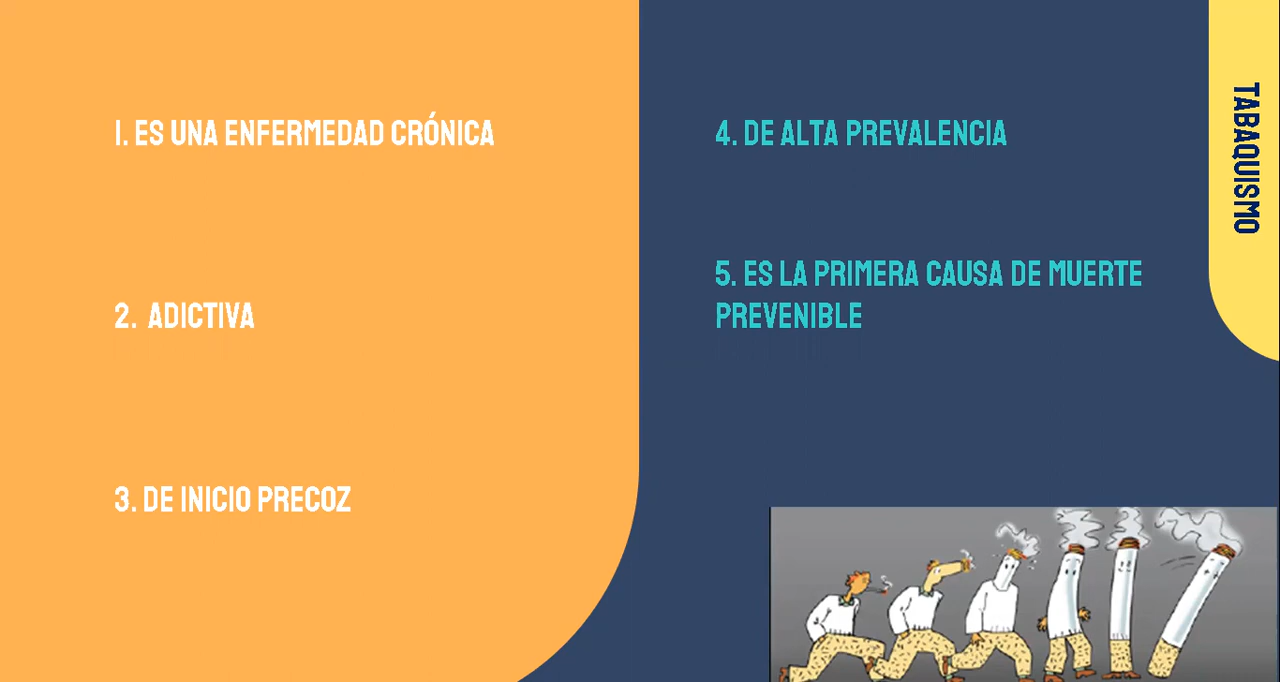 1. ES UNA ENFERMEDAD CRÓNICA
2. ADICTIVA
3. DE INICIO PRECOZ
4. DE ALTA PREVALENCIA
5. ES LA PRIMERA CAUSA DE MUERTE
PREVENIBLE
TABAQUISMO